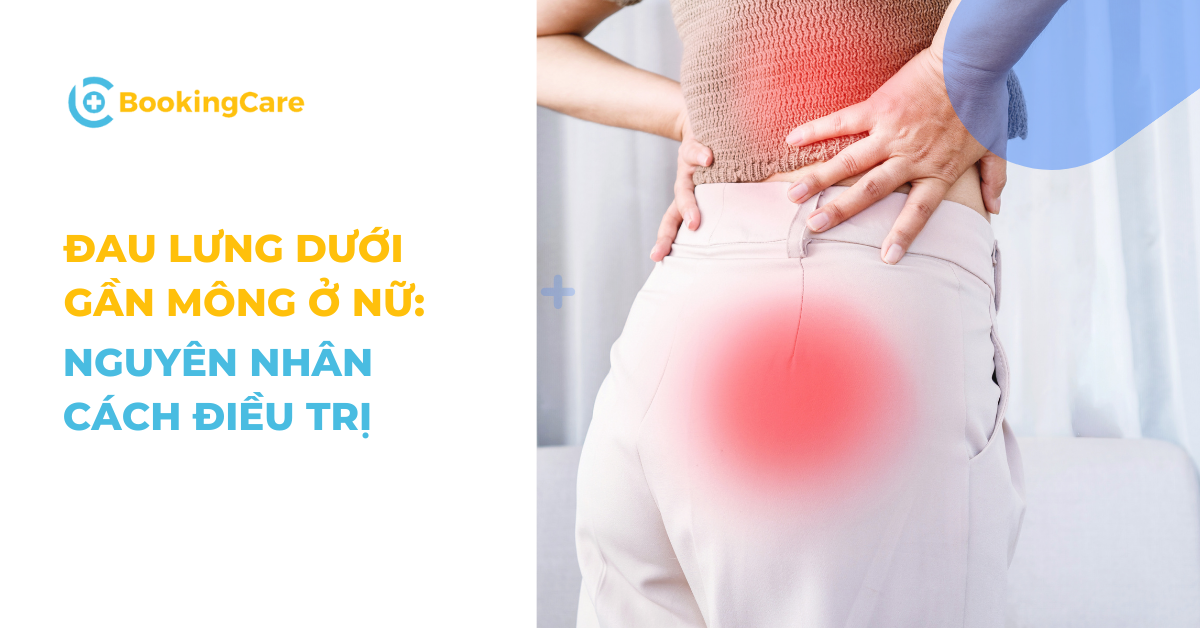 BookingCare
ĐAU LƯNG DƯỚI
GẦN MÔNG Ở NỮ:
NGUYÊN NHÂN
CÁCH ĐIỀU TRỊ